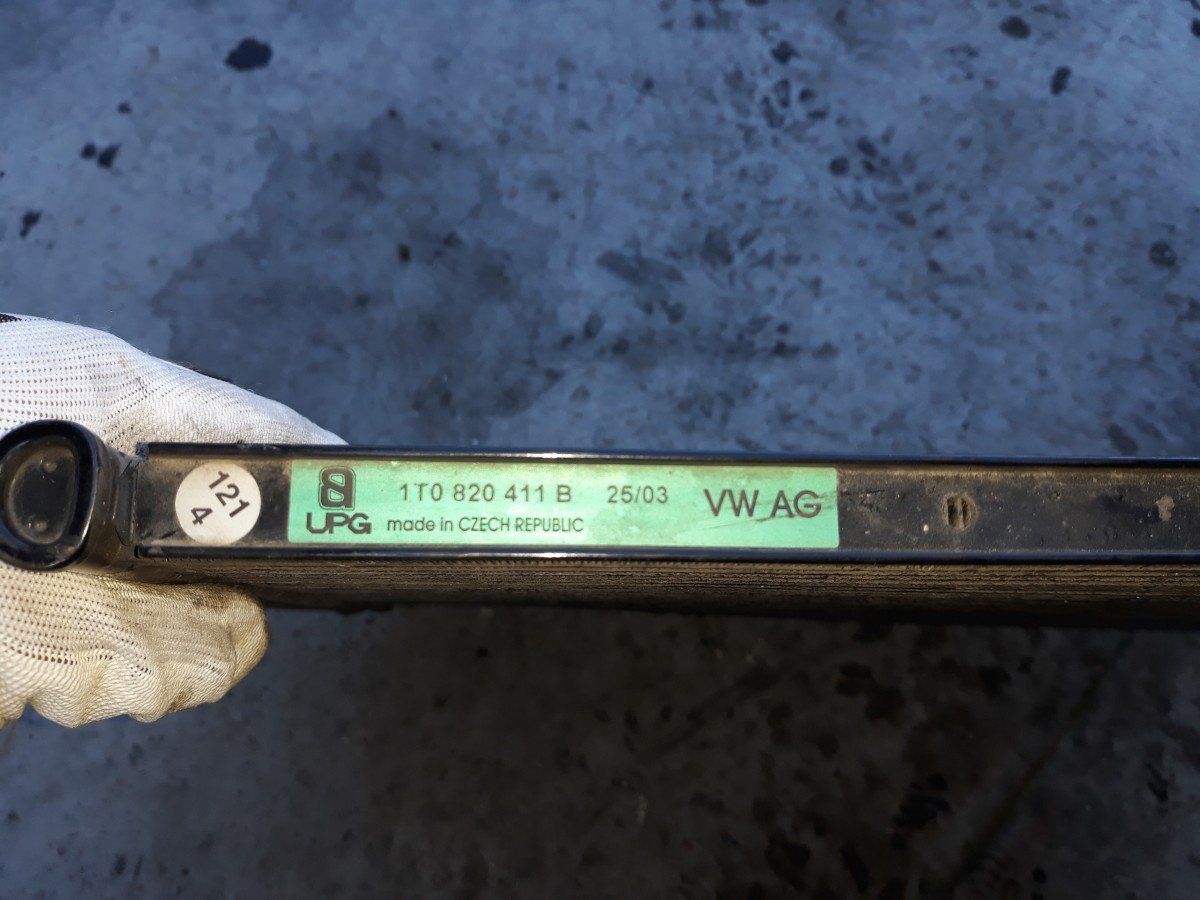 121
4
1T0 820 411 B 25/03 VW AG
UPG made in CZECH REPUBLIC